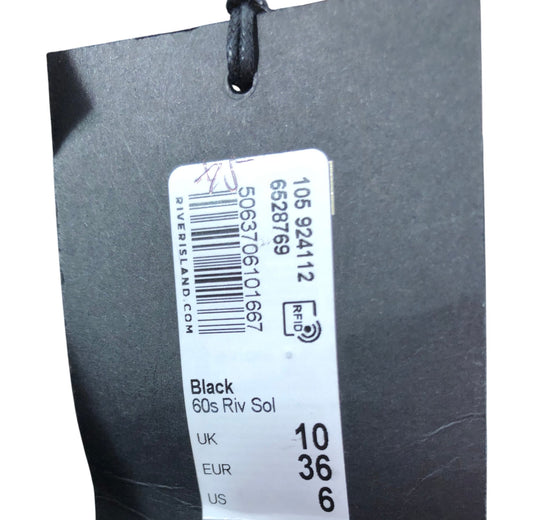 105 924112
6528769
5063706101667
RIVERISLAND.COM
RFID
Black
60s Riv Sol
UK 10
EUR 36
US 6